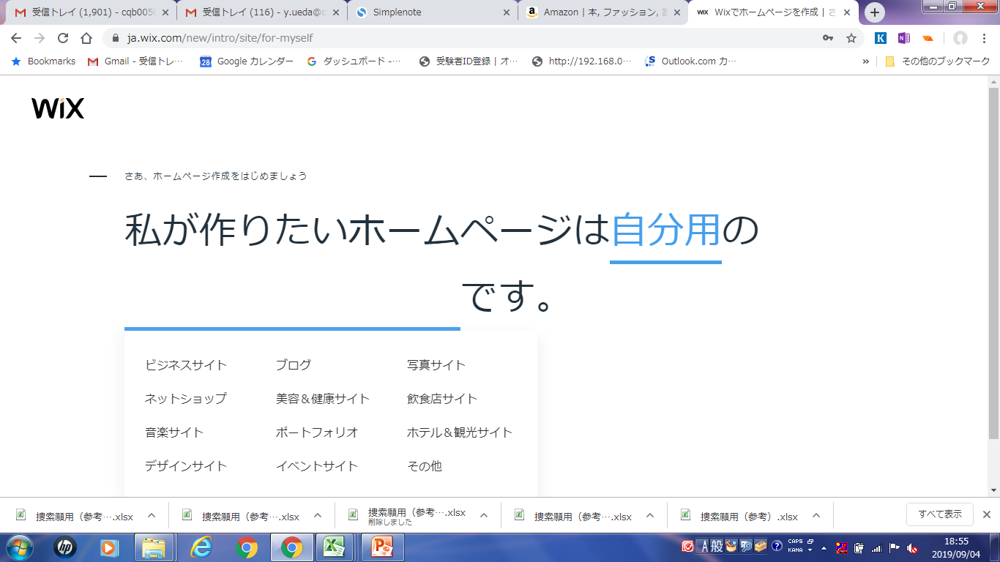 受信トレイ (1,901) - cqb005
受信トレイ (116) - y.ueda@c
Simplenote
Amazon | 本, ファッション, 
Wixでホームページを作成 | さ
ja.wix.com/new/intro/site/for-myself
Bookmarks
Gmail - 受信トレ…
Google カレンダー
ダッシュボード -…
受験者ID登録 | オ…
http://192.168.0…
Outlook.com カ…
»
その他のブックマーク
WiX
さあ、ホームページ作成をはじめましょう
私が作りたいホームページは自分用の
です。
ビジネスサイト ブログ 写真サイト
ネットショップ 美容＆健康サイト 飲食店サイト
音楽サイト ポートフォリオ ホテル＆観光サイト
デザインサイト イベントサイト その他
捜索願用（参考….xlsx
捜索願用（参考….xlsx
捜索願用（参考….xlsx
削除しました
捜索願用（参考….xlsx
捜索願用（参考）.xlsx
すべて表示
A 般
CAPS
KANA
18:55
2019/09/04